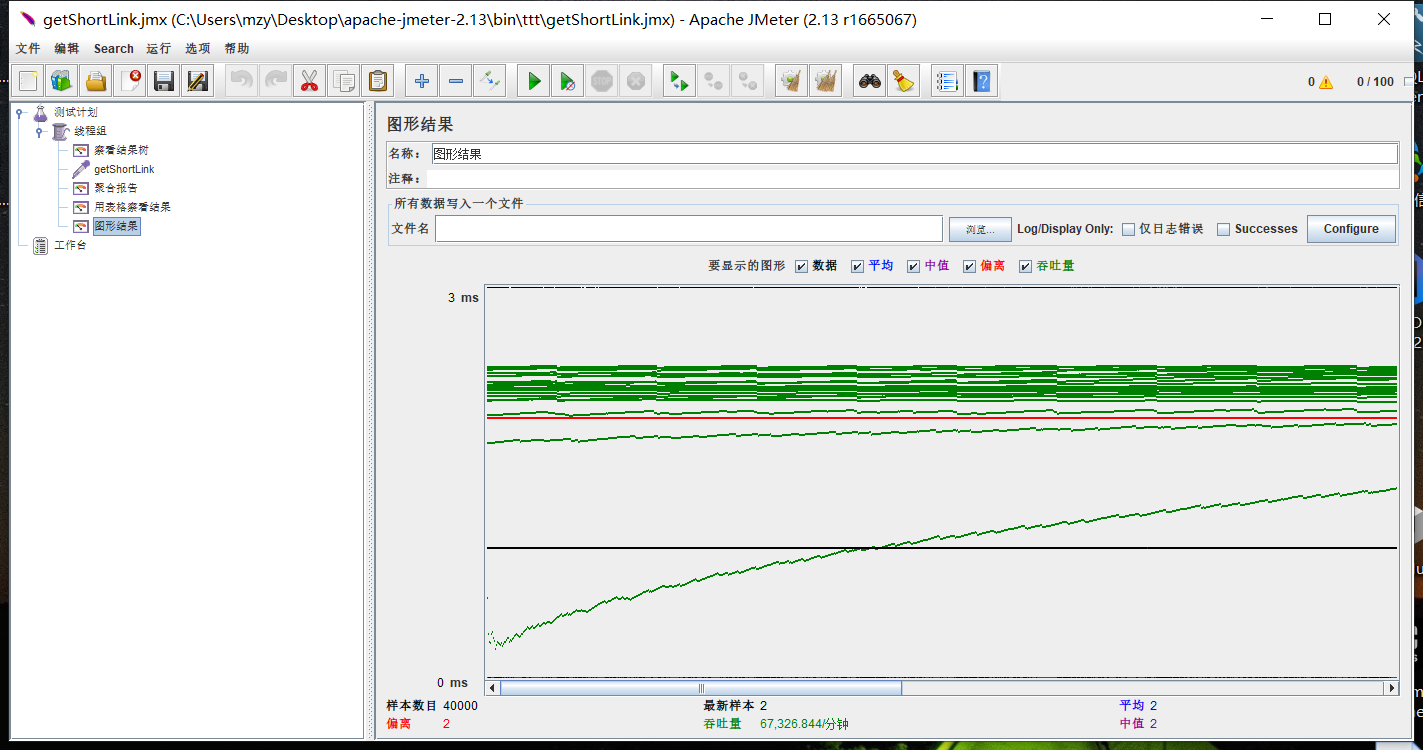 getShortLink.jmx (C:\Users\mzy\Desktop\apache-jmeter-2.13\bin\ttt\getShortLink.jmx) - Apache JMeter (2.13 r1665067)
文件 编辑 Search 运行 选项 帮助
0 0 / 100
测试计划
线程组
察看结果树
getShortLink
聚合报告
用表格察看结果
图形结果
工作台
图形结果
名称： 图形结果
注释：
所有数据写入一个文件
文件名 浏览... Log/Display Only: 仅日志错误 Successes Configure
要显示的图形 数据 平均 中值 偏离 吞吐量
3 ms
0 ms
样本数目 40000 最新样本 2 平均 2
偏离 2 吞吐量 67,326.844/分钟 中值 2